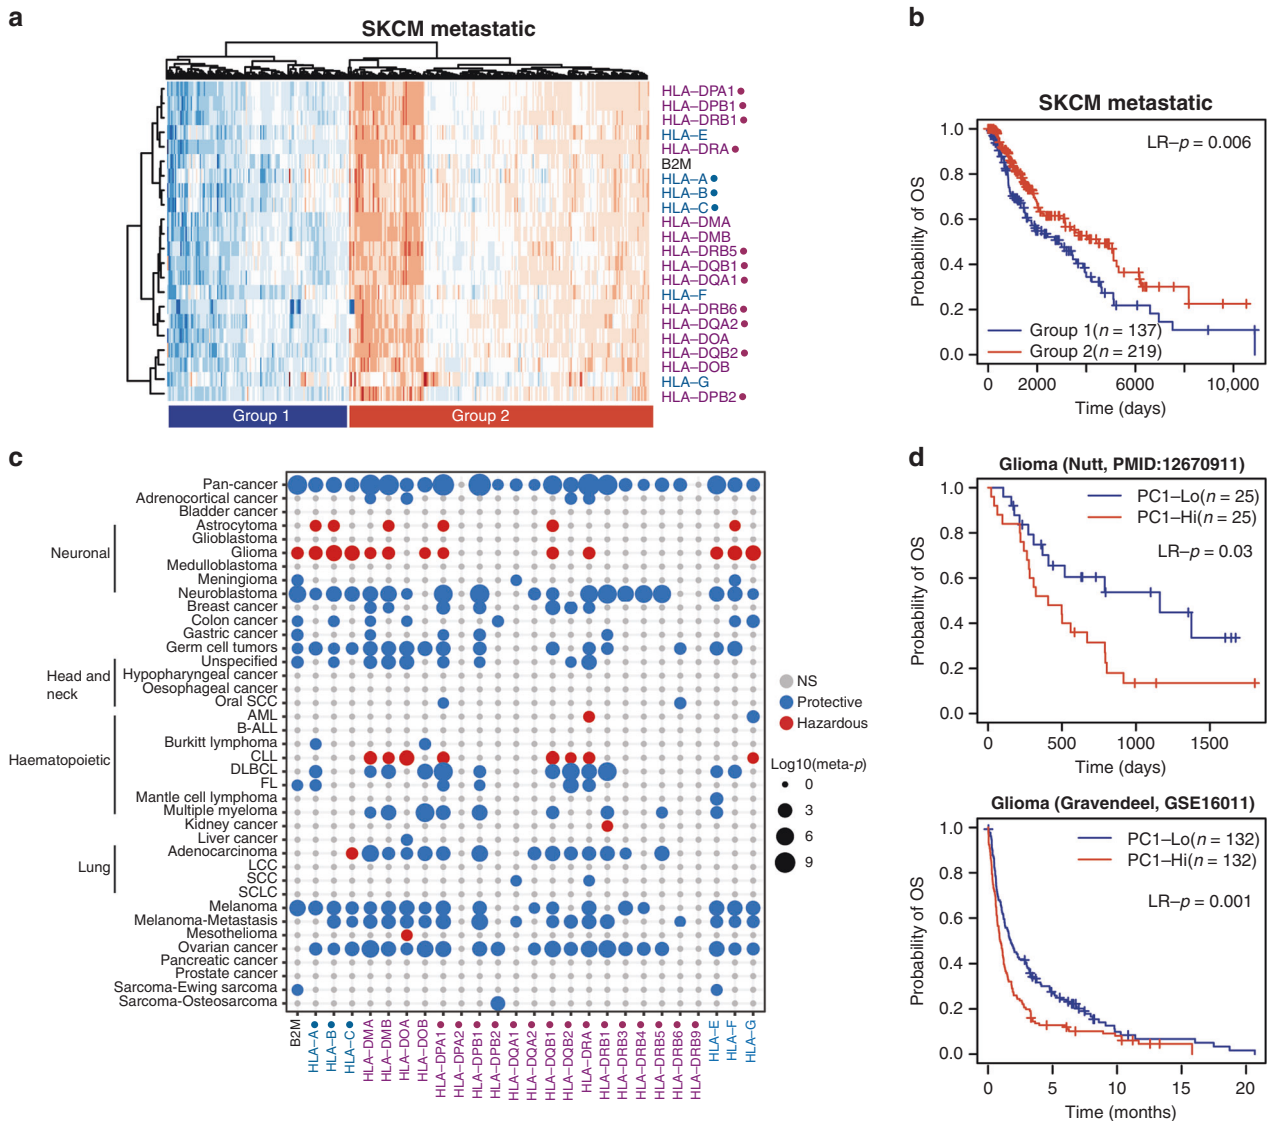 a
SKCM metastatic
HLA–DPA1
HLA–DPB1
HLA–DRB1
HLA–E
HLA–DRA
B2M
HLA–A
HLA–B
HLA–C
HLA–DMA
HLA–DMB
HLA–DRB5
HLA–DQB1
HLA–DQA1
HLA–F
HLA–DRB6
HLA–DQA2
HLA–DOA
HLA–DQB2
HLA–DOB
HLA–G
HLA–DPB2
Group 1
Group 2
b
SKCM metastatic
LR–p = 0.006
Probability of OS
1.0
0.8
0.6
0.4
0.2
0.0
Group 1(n = 137)
Group 2(n = 219)
0 2000 6000 10,000
Time (days)
c
Pan-cancer
Adrenocortical cancer
Bladder cancer
Astrocytoma
Glioblastoma
Glioma
Medulloblastoma
Meningioma
Neuroblastoma
Breast cancer
Colon cancer
Gastric cancer
Germ cell tumors
Unspecified
Hypopharyngeal cancer
Oesophageal cancer
Oral SCC
AML
B-ALL
Burkitt lymphoma
CLL
DLBCL
FL
Mantle cell lymphoma
Multiple myeloma
Kidney cancer
Liver cancer
Adenocarcinoma
LCC
SCC
SCLC
Melanoma
Melanoma-Metastasis
Mesothelioma
Ovarian cancer
Pancreatic cancer
Prostate cancer
Sarcoma-Ewing sarcoma
Sarcoma-Osteosarcoma
Neuronal
Head and
neck
Haematopoietic
Lung
NS
Protective
Hazardous
Log10(meta-p)
0
3
6
9
B2M
HLA–A
HLA–B
HLA–C
HLA–DMA
HLA–DMB
HLA–DOA
HLA–DOB
HLA–DPA1
HLA–DPA2
HLA–DPB1
HLA–DPB2
HLA–DQA1
HLA–DQA2
HLA–DQB1
HLA–DQB2
HLA–DRA
HLA–DRB1
HLA–DRB3
HLA–DRB4
HLA–DRB5
HLA–DRB6
HLA–DRB9
HLA–E
HLA–F
HLA–G
d
Glioma (Nutt, PMID:12670911)
PC1–Lo(n = 25)
PC1–Hi(n = 25)
LR–p = 0.03
Probability of OS
1.0
0.8
0.6
0.4
0.2
0.0
0 500 1000 1500
Time (days)
Glioma (Gravendeel, GSE16011)
PC1–Lo(n = 132)
PC1–Hi(n = 132)
LR–p = 0.001
Probability of OS
1.0
0.8
0.6
0.4
0.2
0.0
0 5 10 15 20
Time (months)